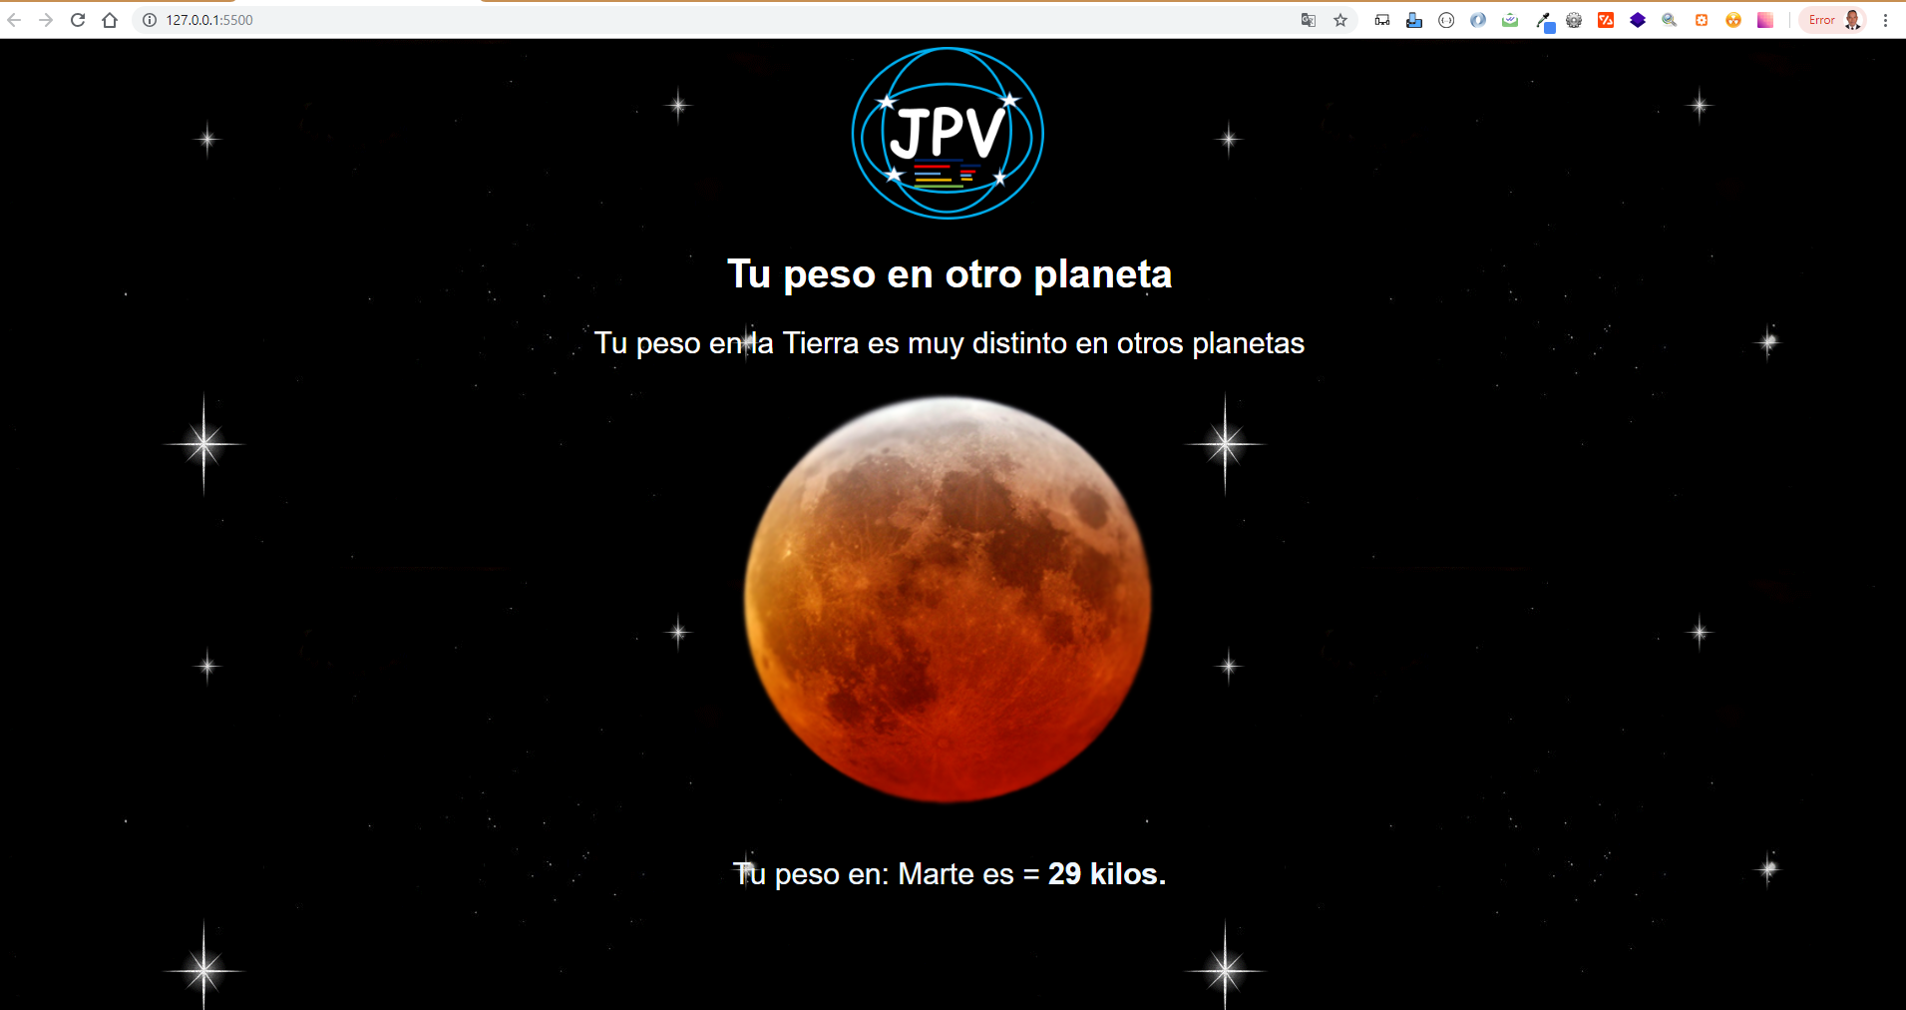 127.0.0.1:5500
Error
JPV
Tu peso en otro planeta
Tu peso en la Tierra es muy distinto en otros planetas
Tu peso en: Marte es = 29 kilos.